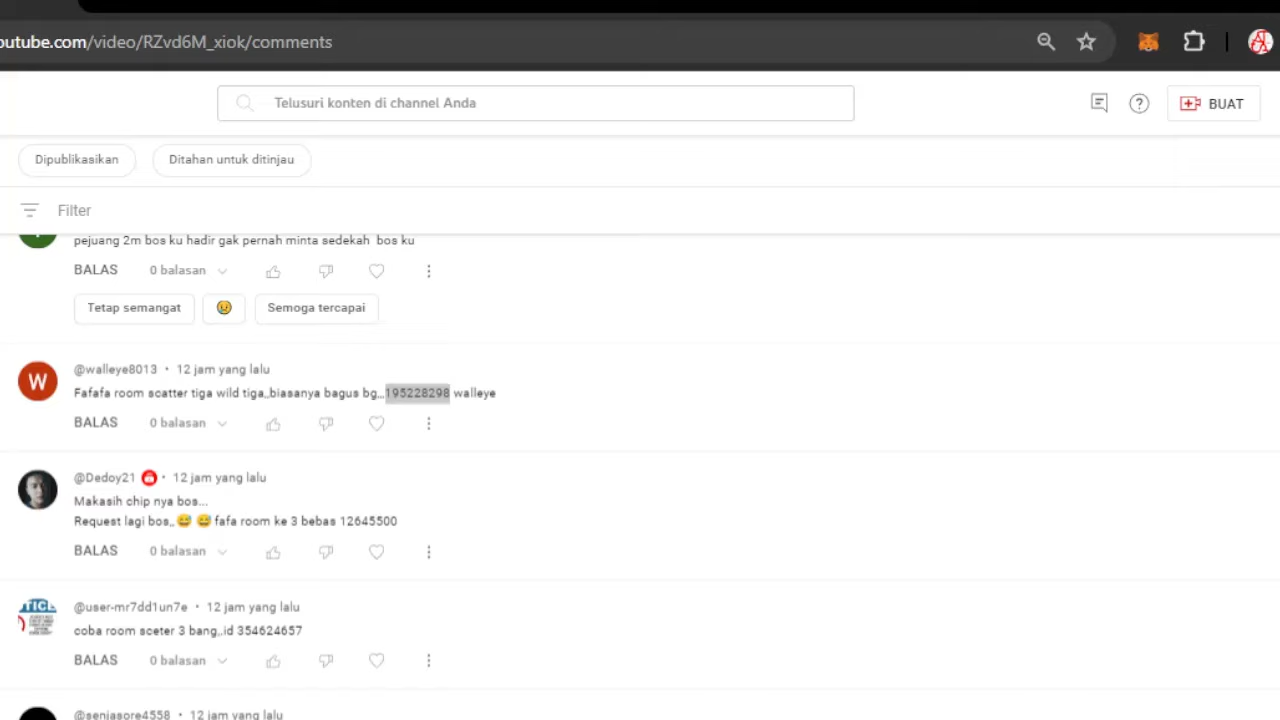 outube.com/video/RZvd6M_xiok/comments
Telusuri konten di channel Anda
BUAT
Dipublikasikan
Ditahan untuk ditinjau
Filter
pejuang 2m bos ku hadir gak pernah minta sedekah bos ku
BALAS 0 balasan
Tetap semangat
Semoga tercapai
W
@walleye8013 • 12 jam yang lalu
Fafafa room scatter tiga wild tiga,,biasanya bagus bg,,,195228298 walleye
BALAS 0 balasan
@Dedoy21 • 12 jam yang lalu
Makasih chip nya bos...
Request lagi bos,,😅 😅 fafa room ke 3 bebas 12645500
BALAS 0 balasan
TICE
@user-mr7dd1un7e • 12 jam yang lalu
coba room sceter 3 bang,,id 354624657
BALAS 0 balasan
@senjasore4558 • 12 jam yang lalu